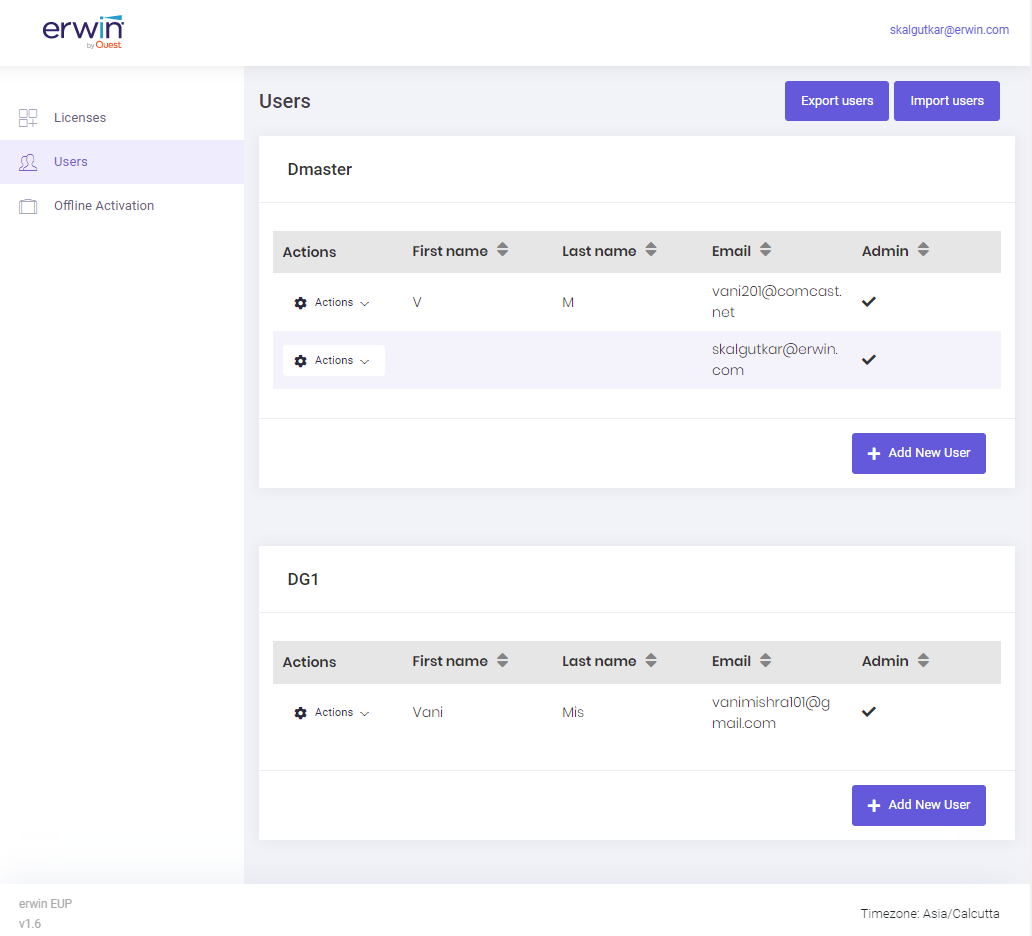 erwin
by Quest
skalgutkar@erwin.com
Licenses
Users
Offline Activation
Users
Export users
Import users
Dmaster
Actions First name Last name Email Admin
Actions V M vani201@comcast.
net
Actions skalgutkar@erwin.
com
Add New User
DG1
Actions First name Last name Email Admin
Actions Vani Mis vanimishra101@g
mail.com
Add New User
erwin EUP
v1.6
Timezone: Asia/Calcutta